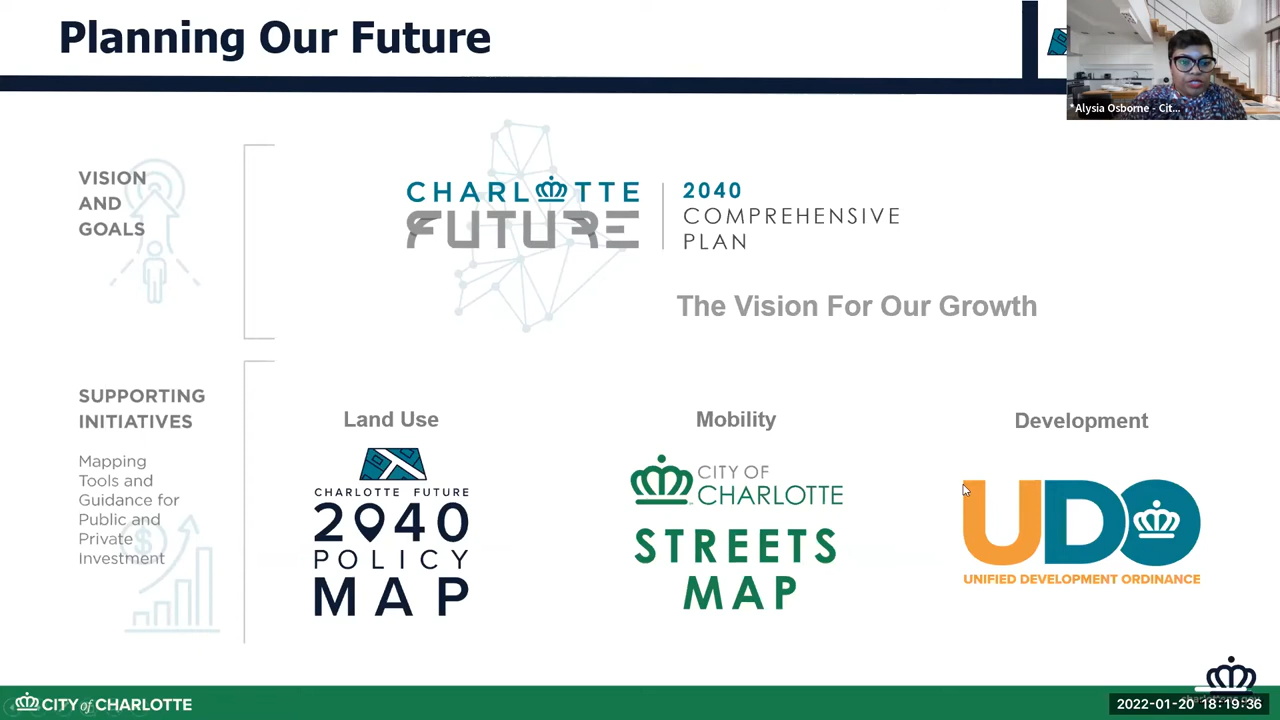 Planning Our Future
*Alysia Osborne - Cit...
VISION
AND
GOALS
CHARLOTTE
FUTURE
2040
COMPREHENSIVE
PLAN
The Vision For Our Growth
SUPPORTING
INITIATIVES
Mapping
Tools and
Guidance for
Public and
Private
Investment
Land Use
CHARLOTTE FUTURE
2040
POLICY
MAP
Mobility
CITY OF
CHARLOTTE
STREETS
MAP
Development
UDO
UNIFIED DEVELOPMENT ORDINANCE
CITY of CHARLOTTE
2022-01-20 18:19:36